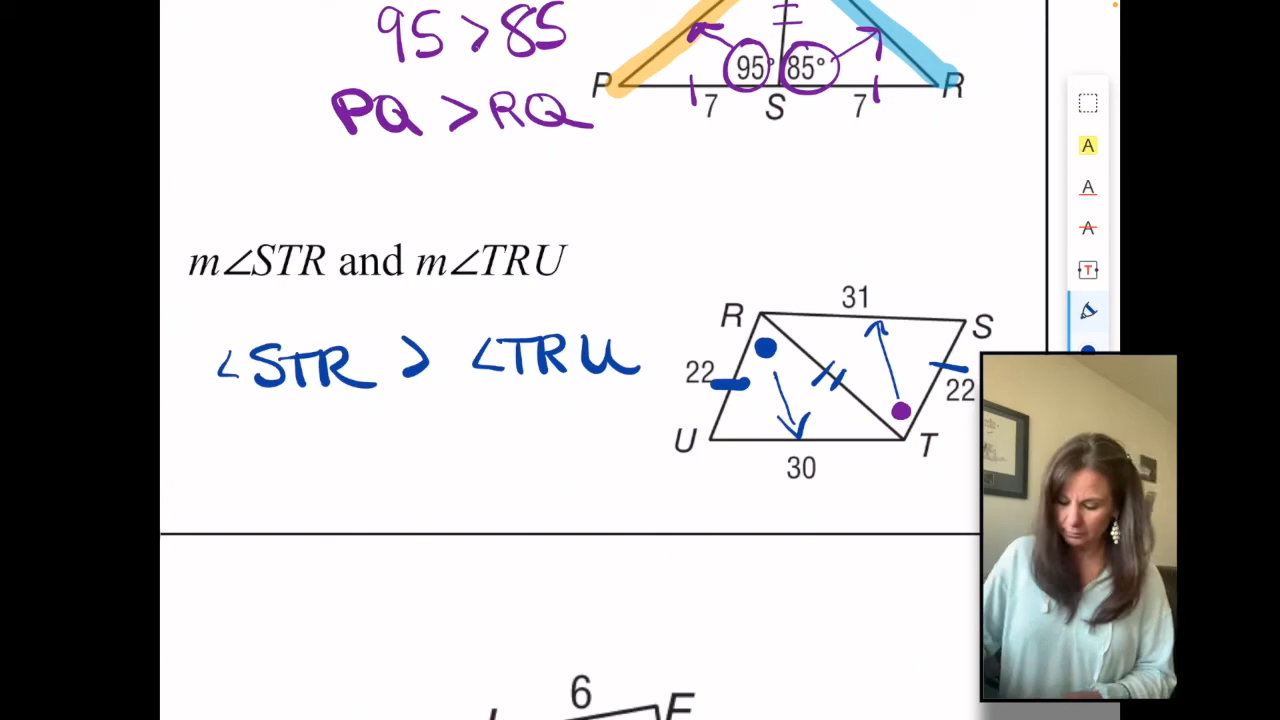 95 > 85
95° 85°
P R
7 S 7
PQ > RQ
m∠STR and m∠TRU
R 31 S
∠STR > ∠TRU
22 22
U T
30
6
F
A
A
A
T